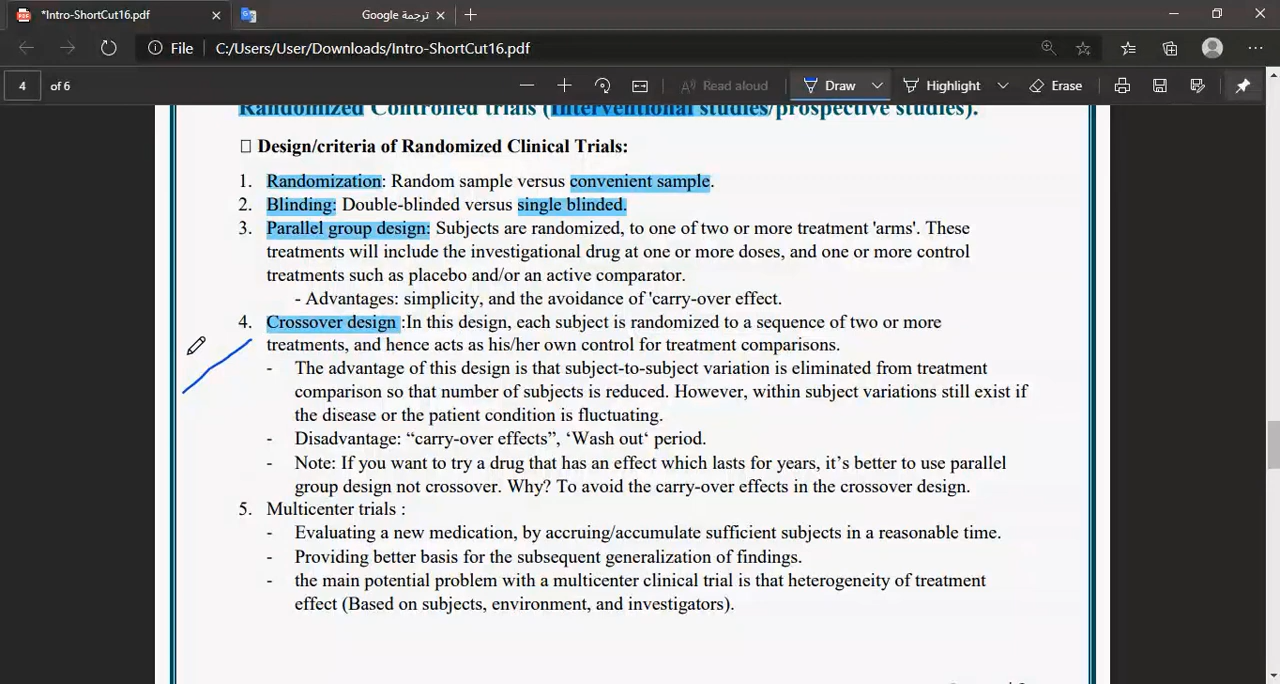 *Intro-ShortCut16.pdf
ترجمة Google
File C:/Users/User/Downloads/Intro-ShortCut16.pdf
4 of 6 Read aloud Draw Highlight Erase
Randomized Controlled trials (Interventional studies/prospective studies).
Design/criteria of Randomized Clinical Trials:
1. Randomization: Random sample versus convenient sample.
2. Blinding: Double-blinded versus single blinded.
3. Parallel group design: Subjects are randomized, to one of two or more treatment 'arms'. These
treatments will include the investigational drug at one or more doses, and one or more control
treatments such as placebo and/or an active comparator.
- Advantages: simplicity, and the avoidance of 'carry-over effect.
4. Crossover design :In this design, each subject is randomized to a sequence of two or more
treatments, and hence acts as his/her own control for treatment comparisons.
- The advantage of this design is that subject-to-subject variation is eliminated from treatment
comparison so that number of subjects is reduced. However, within subject variations still exist if
the disease or the patient condition is fluctuating.
- Disadvantage: “carry-over effects”, ‘Wash out‘ period.
- Note: If you want to try a drug that has an effect which lasts for years, it’s better to use parallel
group design not crossover. Why? To avoid the carry-over effects in the crossover design.
5. Multicenter trials :
- Evaluating a new medication, by accruing/accumulate sufficient subjects in a reasonable time.
- Providing better basis for the subsequent generalization of findings.
- the main potential problem with a multicenter clinical trial is that heterogeneity of treatment
effect (Based on subjects, environment, and investigators).